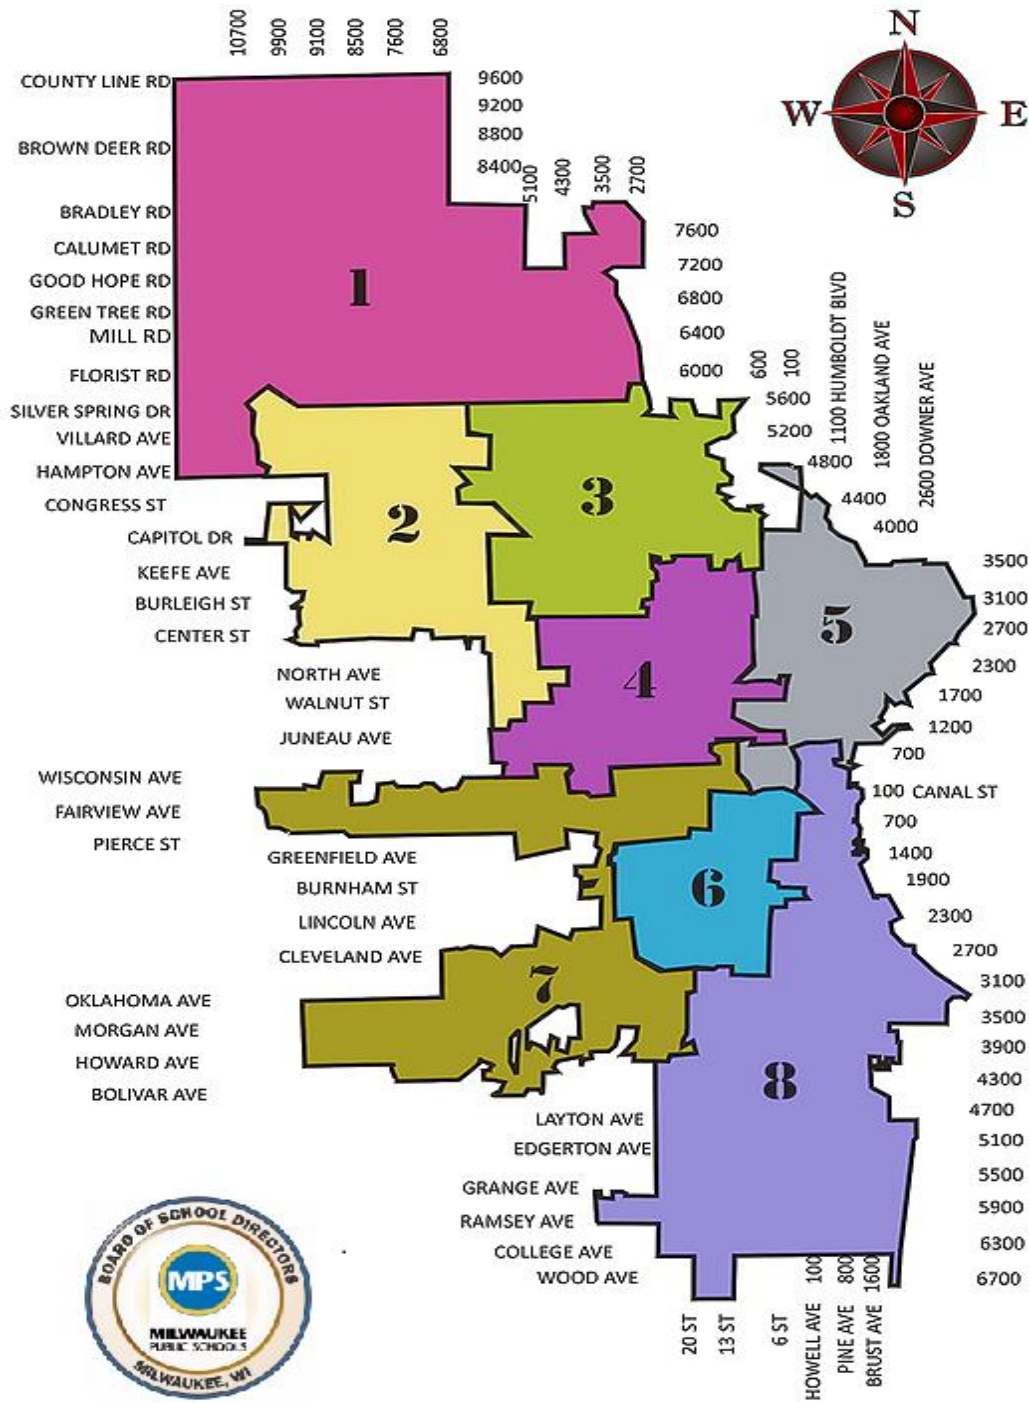 10700
9900
9100
8500
7600
6800
N
W
E
S
COUNTY LINE RD
9600
9200
BROWN DEER RD
8800
8400
5100
4300
3500
2700
BRADLEY RD
7600
CALUMET RD
7200
GOOD HOPE RD
1
6800
GREEN TREE RD
MILL RD
6400
FLORIST RD
6000
600
100
1100 HUMBOLDT BLVD
1800 OAKLAND AVE
2600 DOWNER AVE
SILVER SPRING DR
5600
VILLARD AVE
5200
HAMPTON AVE
4800
CONGRESS ST
2
3
4400
4000
CAPITOL DR
KEEFE AVE
3500
BURLEIGH ST
3100
CENTER ST
5
2700
NORTH AVE
4
2300
WALNUT ST
1700
JUNEAU AVE
1200
700
WISCONSIN AVE
100 CANAL ST
FAIRVIEW AVE
700
PIERCE ST
1400
GREENFIELD AVE
1900
BURNHAM ST
6
LINCOLN AVE
2300
CLEVELAND AVE
2700
7
3100
OKLAHOMA AVE
3500
MORGAN AVE
3900
HOWARD AVE
8
4300
BOLIVAR AVE
4700
LAYTON AVE
5100
EDGERTON AVE
5500
GRANGE AVE
5900
RAMSEY AVE
6300
COLLEGE AVE
WOOD AVE
6700
20 ST
13 ST
6 ST
HOWELL AVE 100
PINE AVE 800
BRUST AVE 1600
BOARD OF SCHOOL DIRECTORS
MPS
MILWAUKEE
PUBLIC SCHOOLS
MILWAUKEE, WI